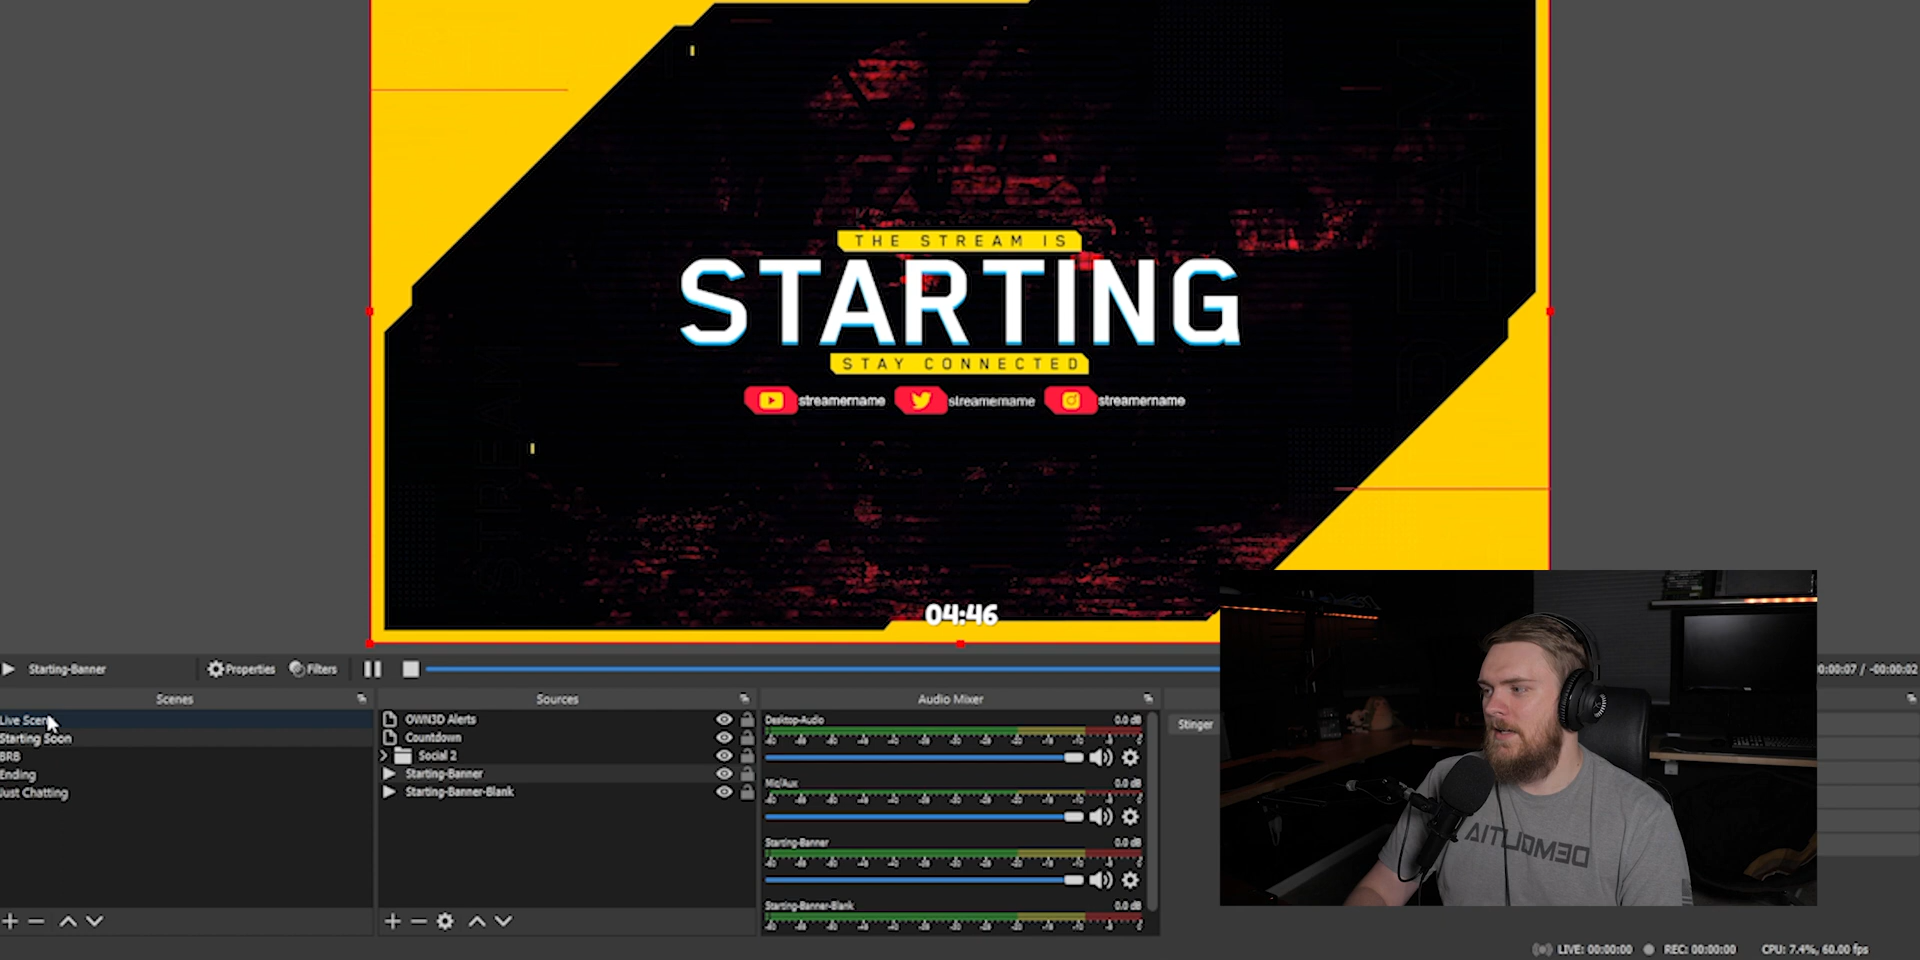 THE STREAM IS
STARTING
STAY CONNECTED
streamername streamername streamername
04:46
Starting-Banner
Properties
Filters
00:00:07 / -00:00:02
Scenes
Live Scene
Starting Soon
BRB
Ending
Just Chatting
Sources
OWN3D Alerts
Countdown
Social 2
Starting-Banner
Starting-Banner-Blank
Audio Mixer
Desktop-Audio 0.0 dB
Mic/Aux 0.0 dB
Starting-Banner 0.0 dB
Starting-Banner-Blank 0.0 dB
Stinger
DEMOLITIA
LIVE: 00:00:00
REC: 00:00:00
CPU: 7.4%, 60.00 fps